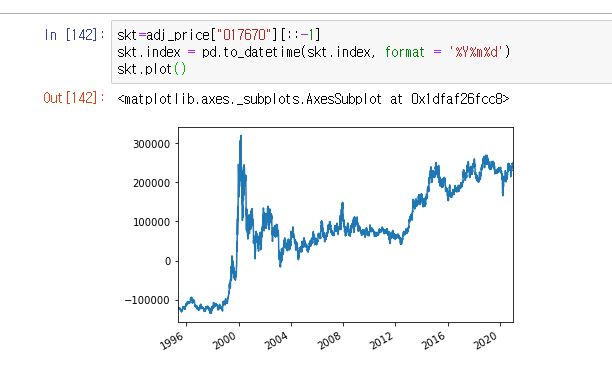 In [142]:
skt=adj_price["017670"][::-1]
skt.index = pd.to_datetime(skt.index, format = '%Y%m%d')
skt.plot()
Out[142]:
<matplotlib.axes._subplots.AxesSubplot at 0x1dfaf26fcc8>
300000
200000
100000
0
−100000
1996
2000
2004
2008
2012
2016
2020